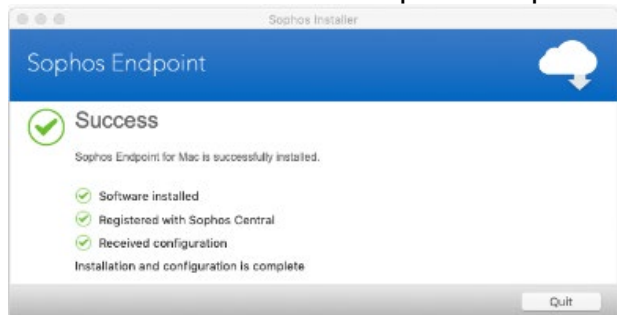 Sophos Installer
Sophos Endpoint
Success
Sophos Endpoint for Mac is successfully installed.
Software installed
Registered with Sophos Central
Received configuration
Installation and configuration is complete
Quit